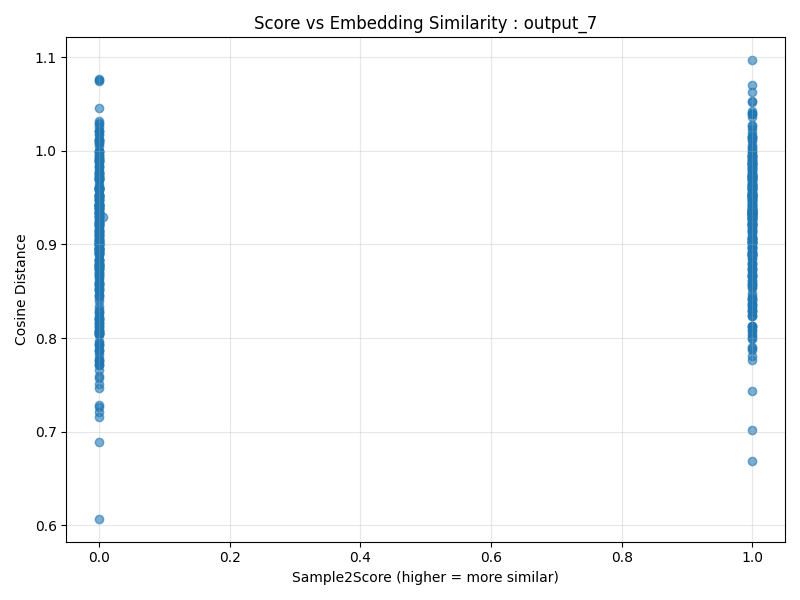 Score vs Embedding Similarity : output_7
Cosine Distance
1.1
1.0
0.9
0.8
0.7
0.6
0.0 0.2 0.4 0.6 0.8 1.0
Sample2Score (higher = more similar)